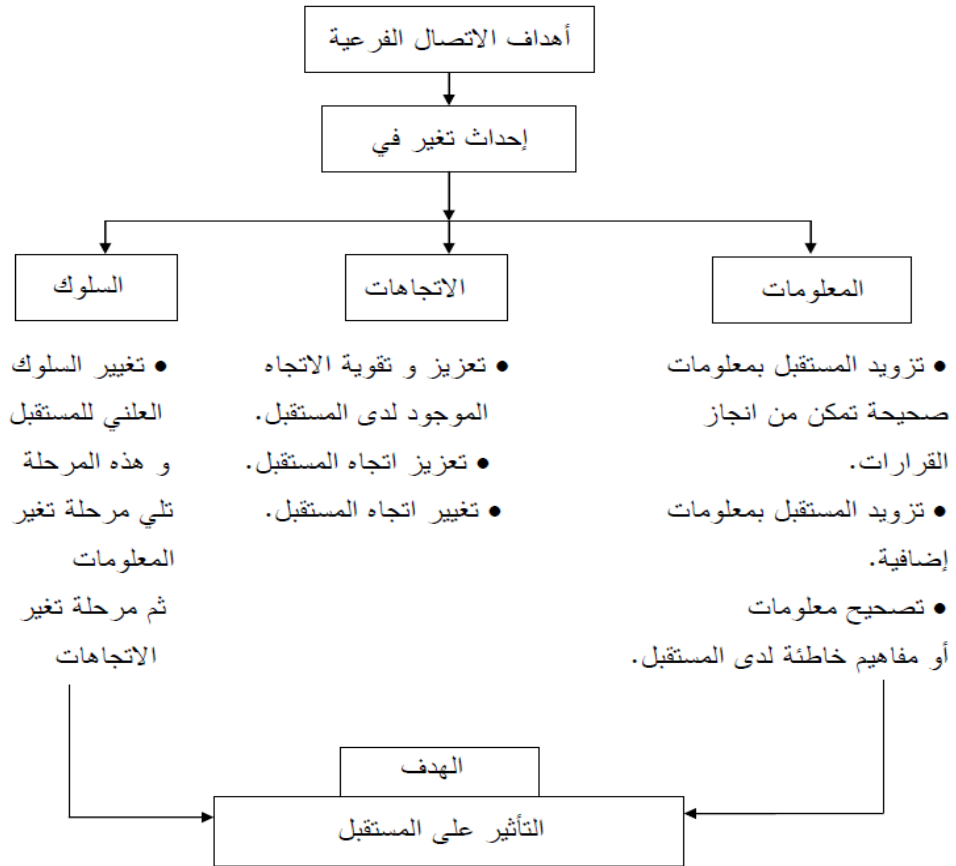 أهداف الاتصال الفرعية
إحداث تغير في
المعلومات
الاتجاهات
السلوك
• تزويد المستقبل بمعلومات
صحيحة تمكن من انجاز
القرارات.
• تزويد المستقبل بمعلومات
إضافية.
• تصحيح معلومات
أو مفاهيم خاطئة لدى المستقبل.
• تعزيز و تقوية الاتجاه
الموجود لدى المستقبل.
• تعزيز اتجاه المستقبل.
• تغيير اتجاه المستقبل.
• تغيير السلوك
العلني للمستقبل
و هذه المرحلة
تلي مرحلة تغير
المعلومات
ثم مرحلة تغير
الاتجاهات
الهدف
التأثير على المستقبل